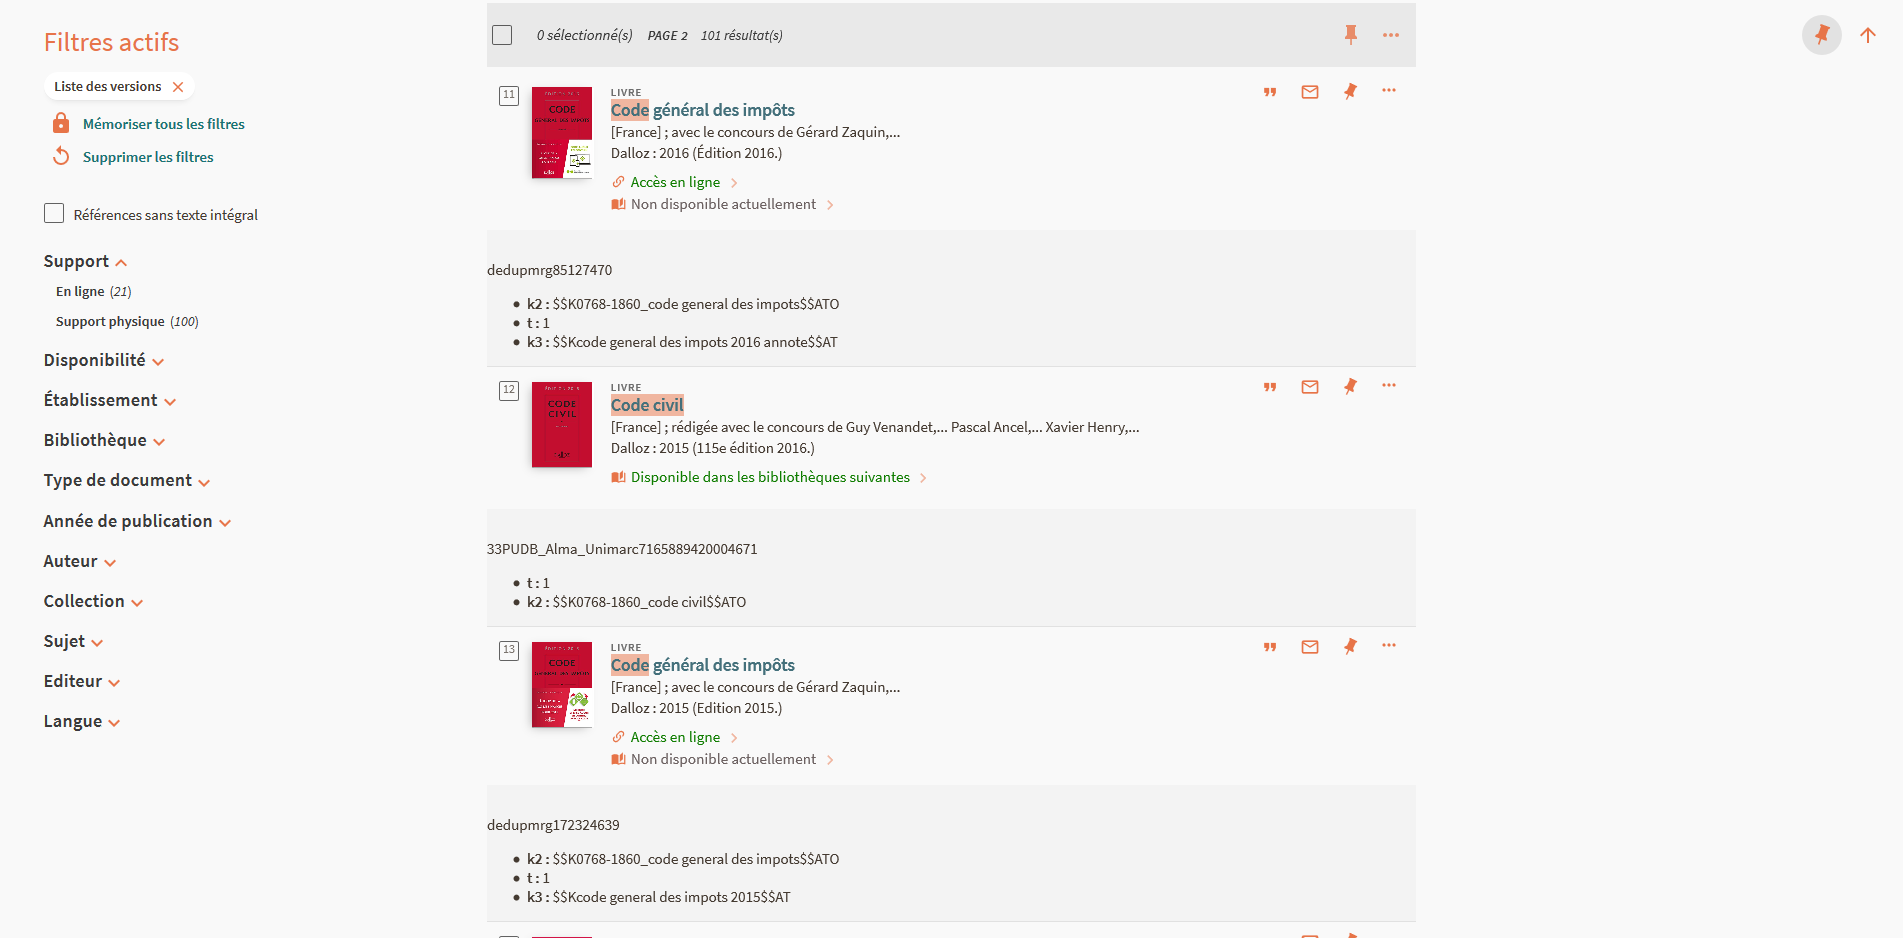 Filtres actifs
Liste des versions
Mémoriser tous les filtres
Supprimer les filtres
Références sans texte intégral
Support
En ligne (21)
Support physique (100)
Disponibilité
Établissement
Bibliothèque
Type de document
Année de publication
Auteur
Collection
Sujet
Editeur
Langue
0 sélectionné(s) PAGE 2 101 résultat(s)
11
CODE
LIVRE
Code général des impôts
[France] ; avec le concours de Gérard Zaquin,...
Dalloz : 2016 (Édition 2016.)
Accès en ligne
Non disponible actuellement
dedupmrg85127470
k2 : $$K0768-1860_code general des impots$$ATO
t : 1
k3 : $$Kcode general des impots 2016 annote$$AT
12
CODE
CIVIL
LIVRE
Code civil
[France] ; rédigée avec le concours de Guy Venandet,... Pascal Ancel,... Xavier Henry,...
Dalloz : 2015 (115e édition 2016.)
Disponible dans les bibliothèques suivantes
33PUDB_Alma_Unimarc7165889420004671
t : 1
k2 : $$K0768-1860_code civil$$ATO
13
CODE
LIVRE
Code général des impôts
[France] ; avec le concours de Gérard Zaquin,...
Dalloz : 2015 (Edition 2015.)
Accès en ligne
Non disponible actuellement
dedupmrg172324639
k2 : $$K0768-1860_code general des impots$$ATO
t : 1
k3 : $$Kcode general des impots 2015$$AT